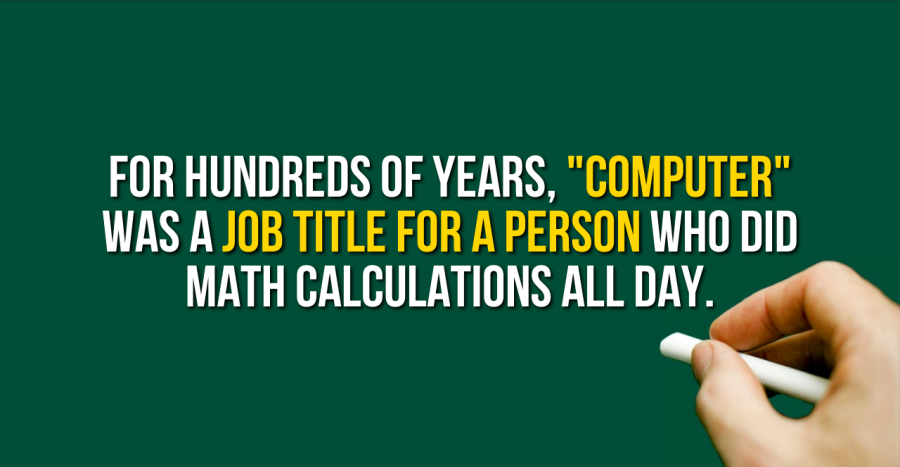 FOR HUNDREDS OF YEARS, "COMPUTER"
WAS A JOB TITLE FOR A PERSON WHO DID
MATH CALCULATIONS ALL DAY.